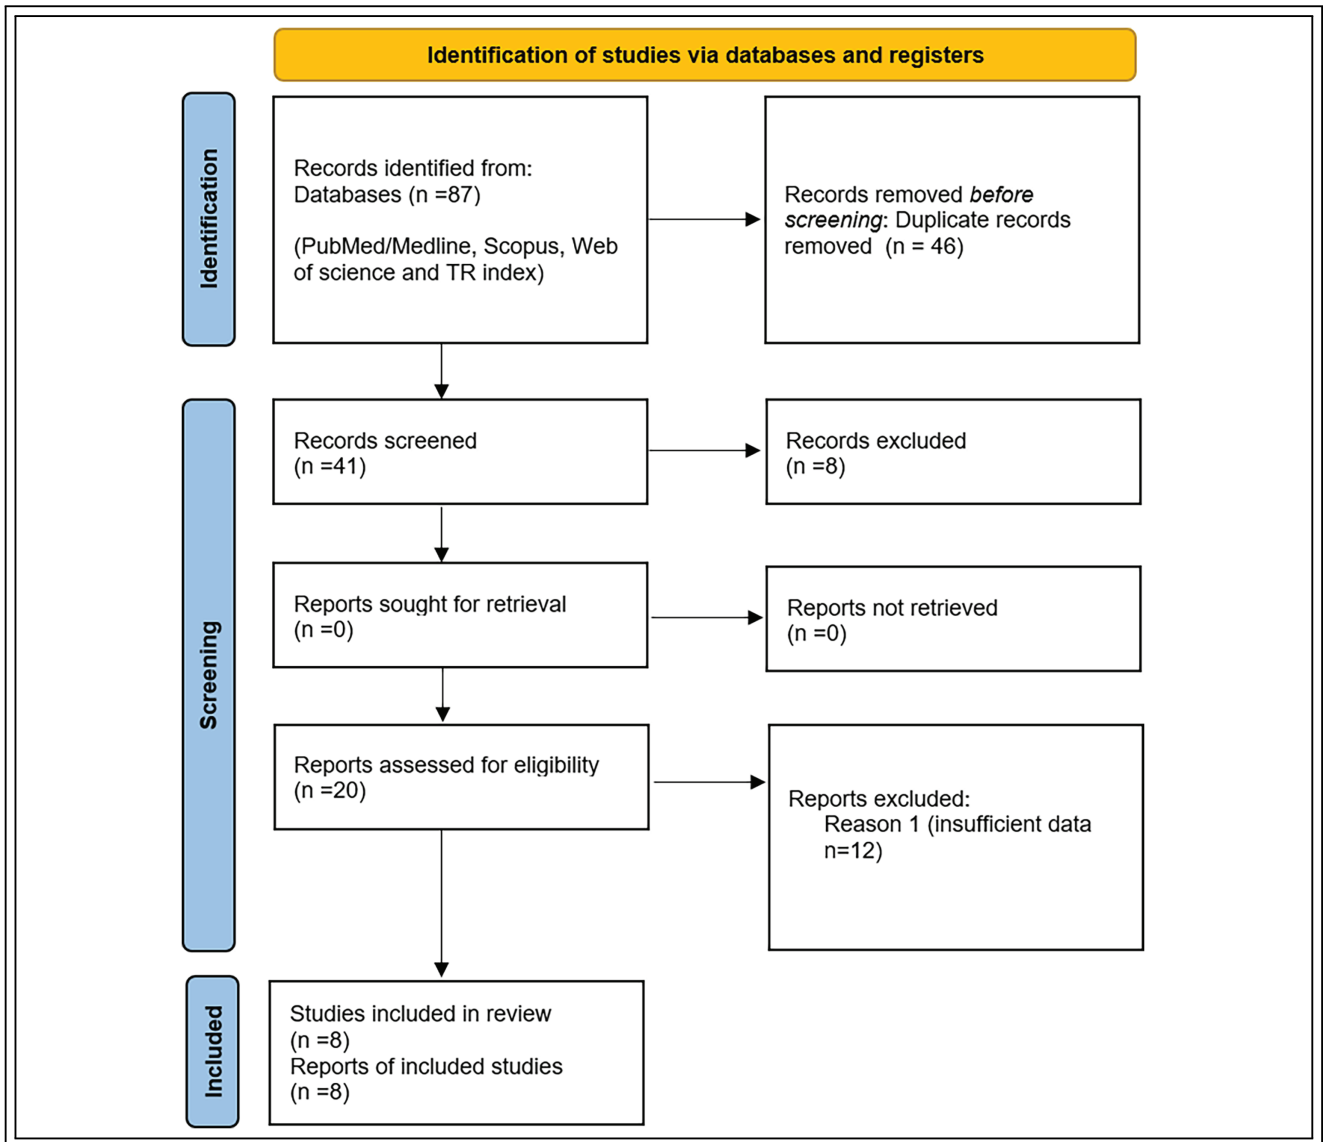 Identification of studies via databases and registers
Identification
Records identified from:
Databases (n =87)
(PubMed/Medline, Scopus, Web
of science and TR index)
Records removed before
screening: Duplicate records
removed  (n = 46)
Screening
Records screened
(n =41)
Records excluded
(n =8)
Reports sought for retrieval
(n =0)
Reports not retrieved
(n =0)
Reports assessed for eligibility
(n =20)
Reports excluded:
Reason 1 (insufficient data
n=12)
Included
Studies included in review
(n =8)
Reports of included studies
(n =8)